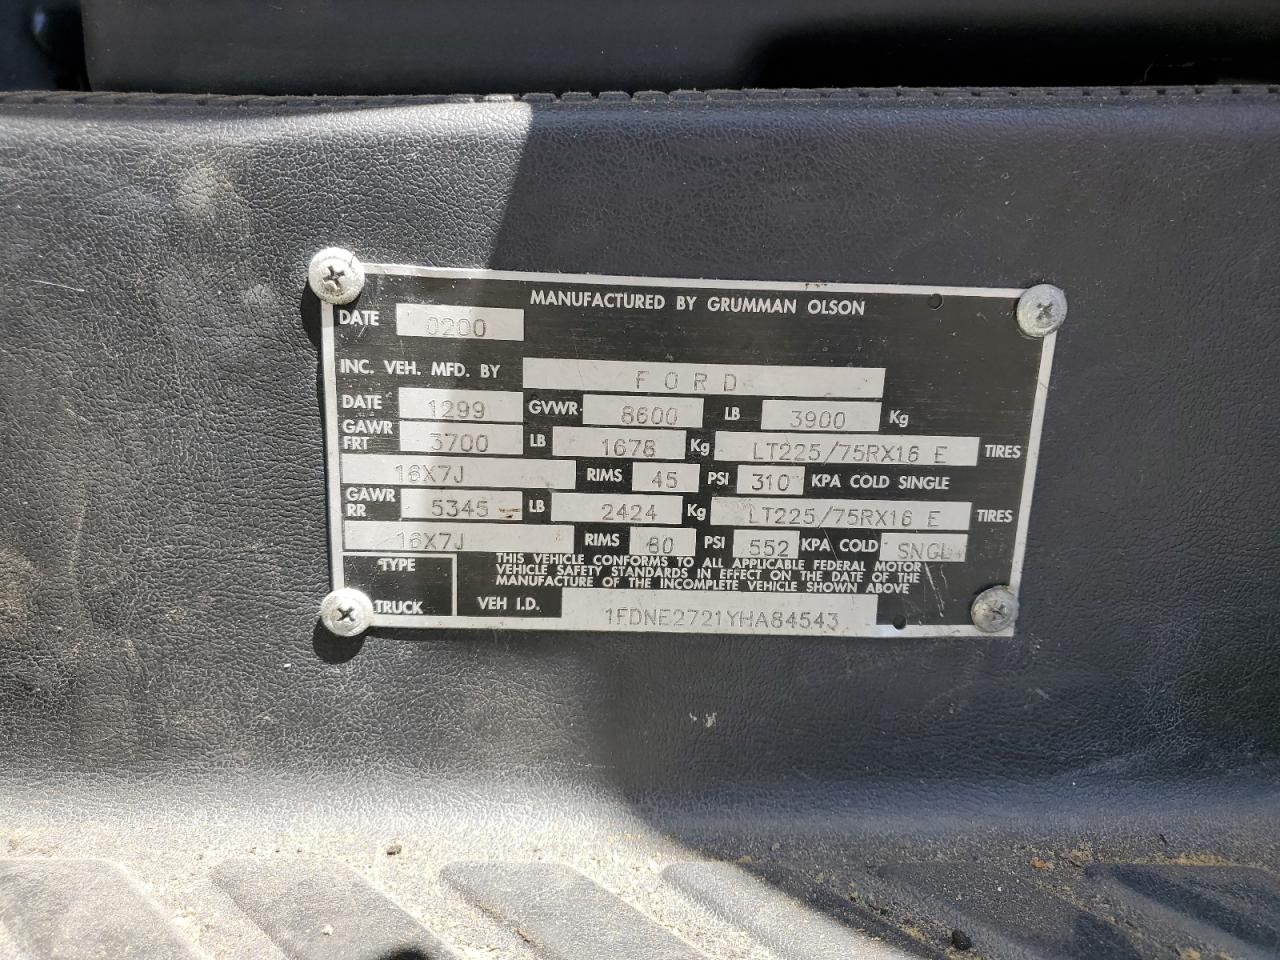 MANUFACTURED BY GRUMMAN OLSON
DATE 0200
INC. VEH. MFD. BY FORD
DATE 1299 GVWR 8600 LB 3900 Kg
GAWR FRT 3700 LB 1678 Kg LT225/75RX16 E TIRES
16X7J RIMS 45 PSI 310 KPA COLD SINGLE
GAWR RR 5345 LB 2424 Kg LT225/75RX16 E TIRES
16X7J RIMS 80 PSI 552 KPA COLD SNGL
TYPE
TRUCK
THIS VEHICLE CONFORMS TO ALL APPLICABLE FEDERAL MOTOR
VEHICLE SAFETY STANDARDS IN EFFECT ON THE DATE OF THE
MANUFACTURE OF THE INCOMPLETE VEHICLE SHOWN ABOVE
VEH I.D. 1FDNE2721YHA84543